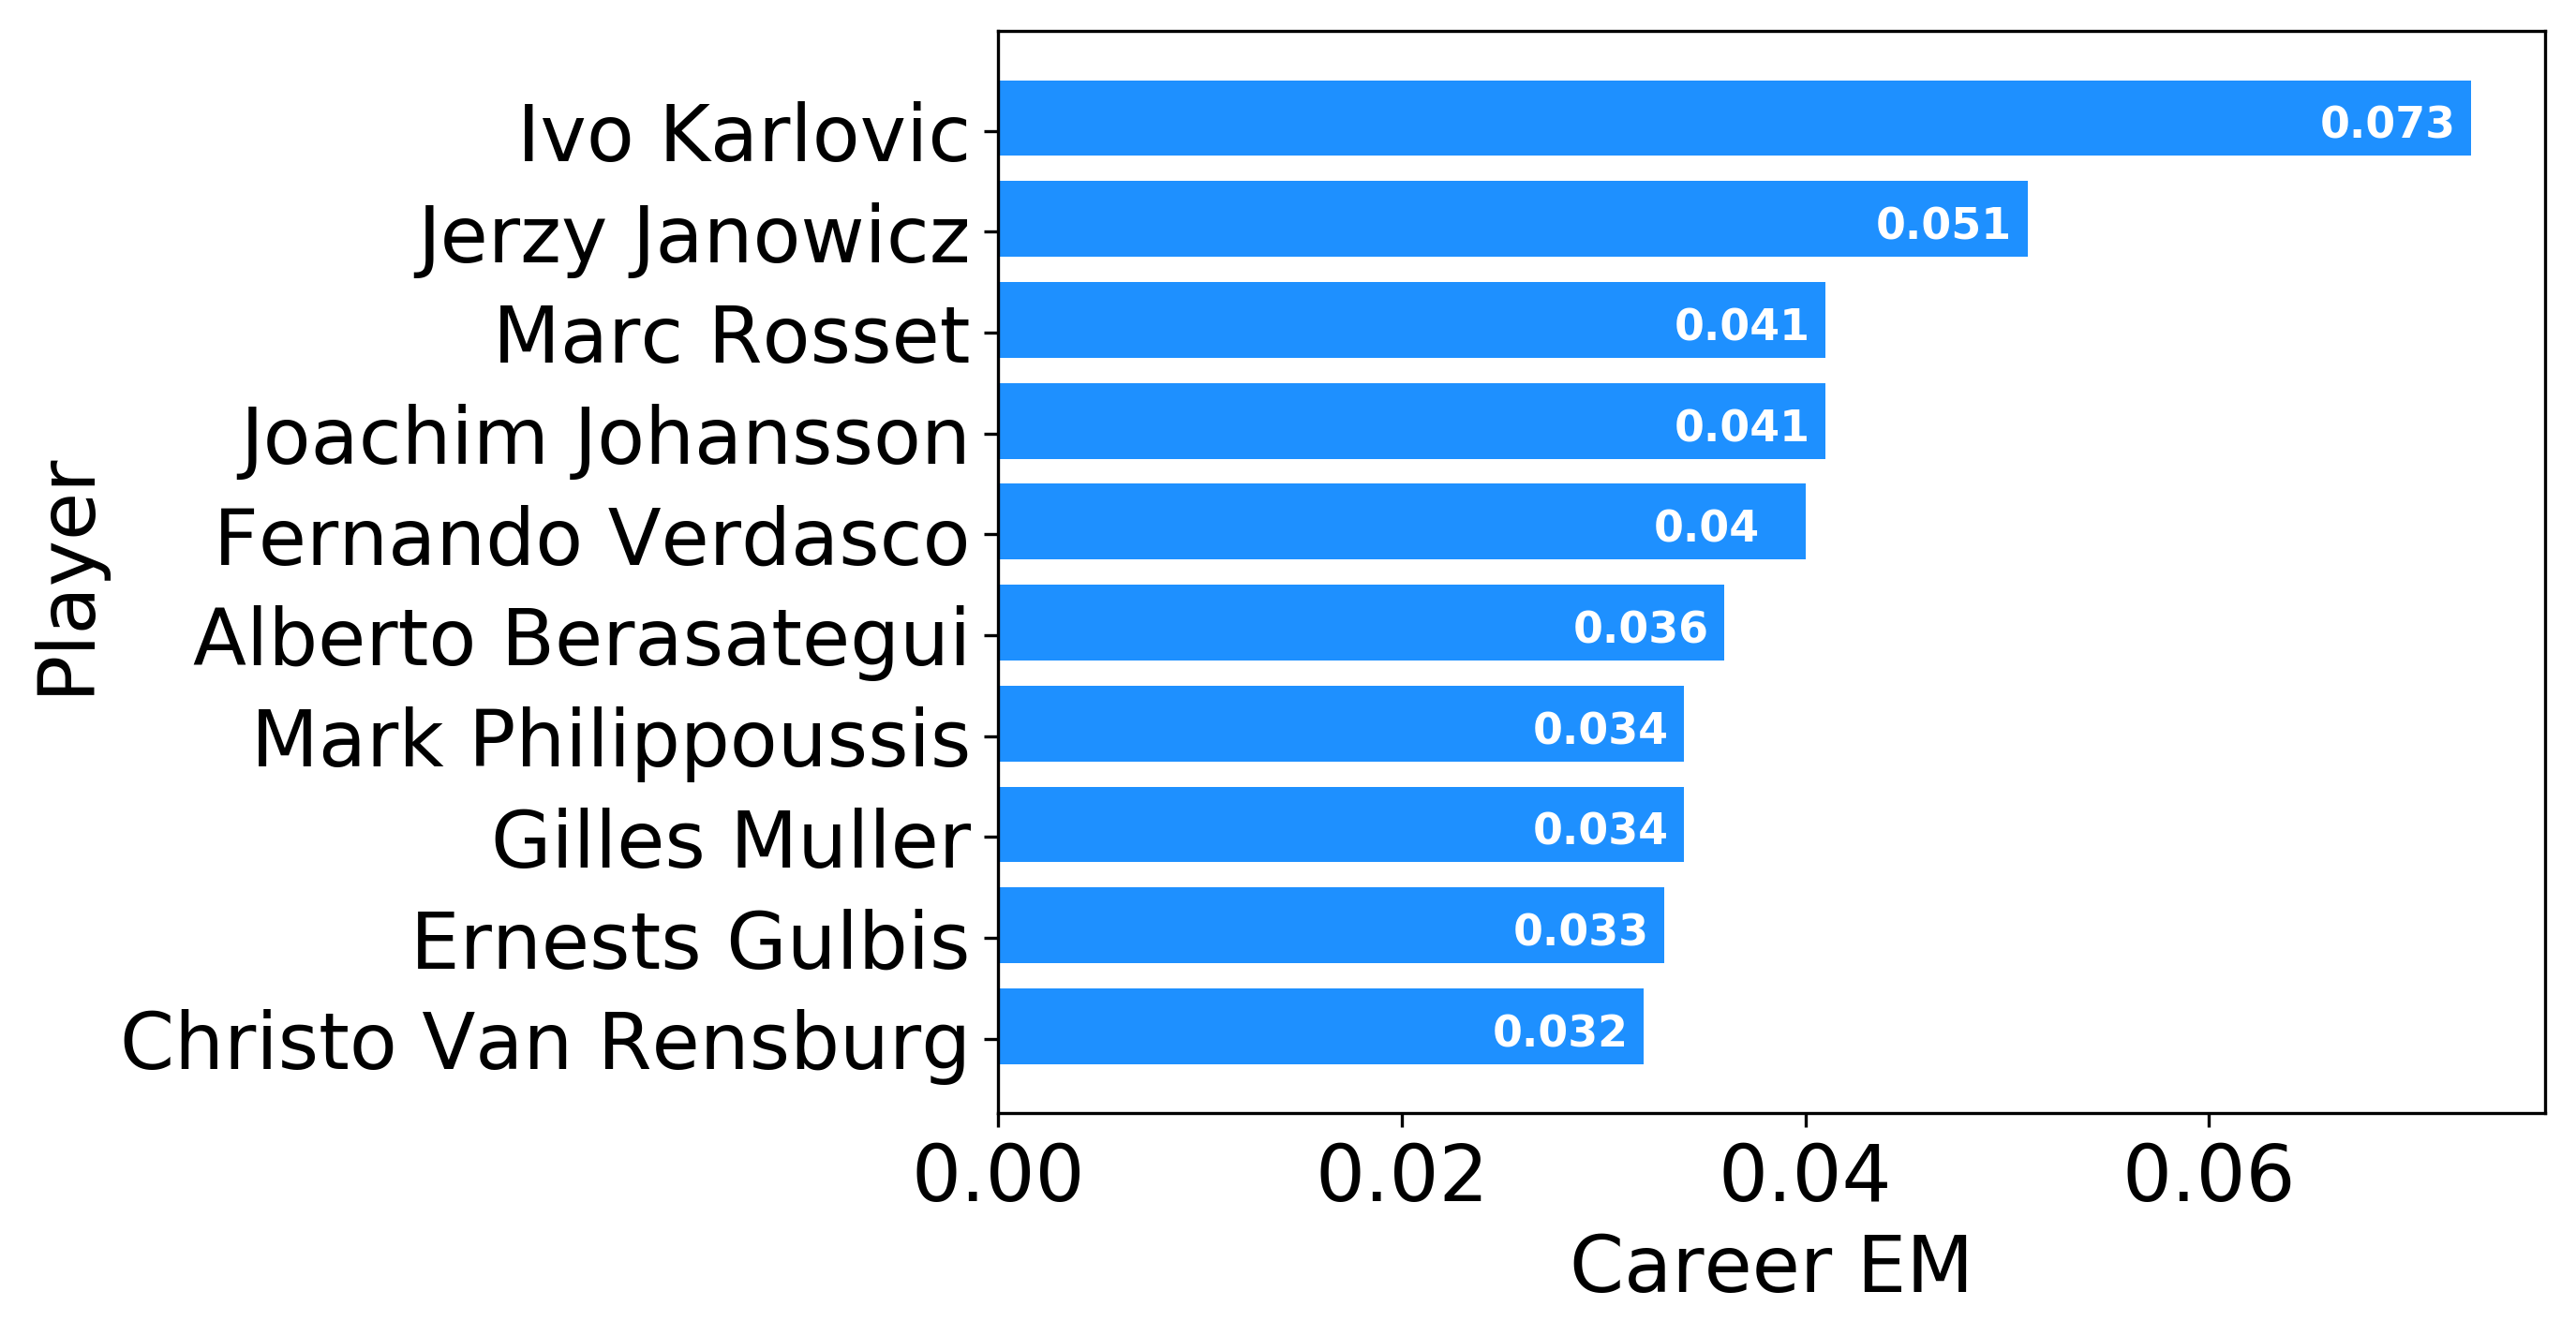 Player
Ivo Karlovic 0.073
Jerzy Janowicz 0.051
Marc Rosset 0.041
Joachim Johansson 0.041
Fernando Verdasco 0.04
Alberto Berasategui 0.036
Mark Philippoussis 0.034
Gilles Muller 0.034
Ernests Gulbis 0.033
Christo Van Rensburg 0.032
0.00 0.02 0.04 0.06
Career EM